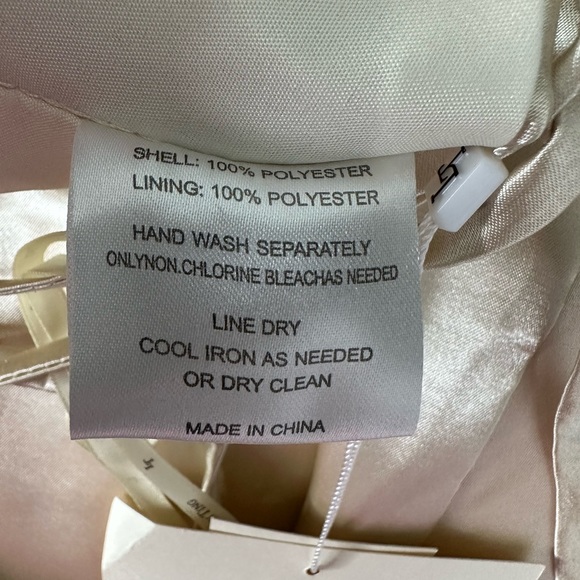 SHELL: 100% POLYESTER
LINING: 100% POLYESTER
HAND WASH SEPARATELY
ONLYNON.CHLORINE BLEACHAS NEEDED
LINE DRY
COOL IRON AS NEEDED
OR DRY CLEAN
MADE IN CHINA